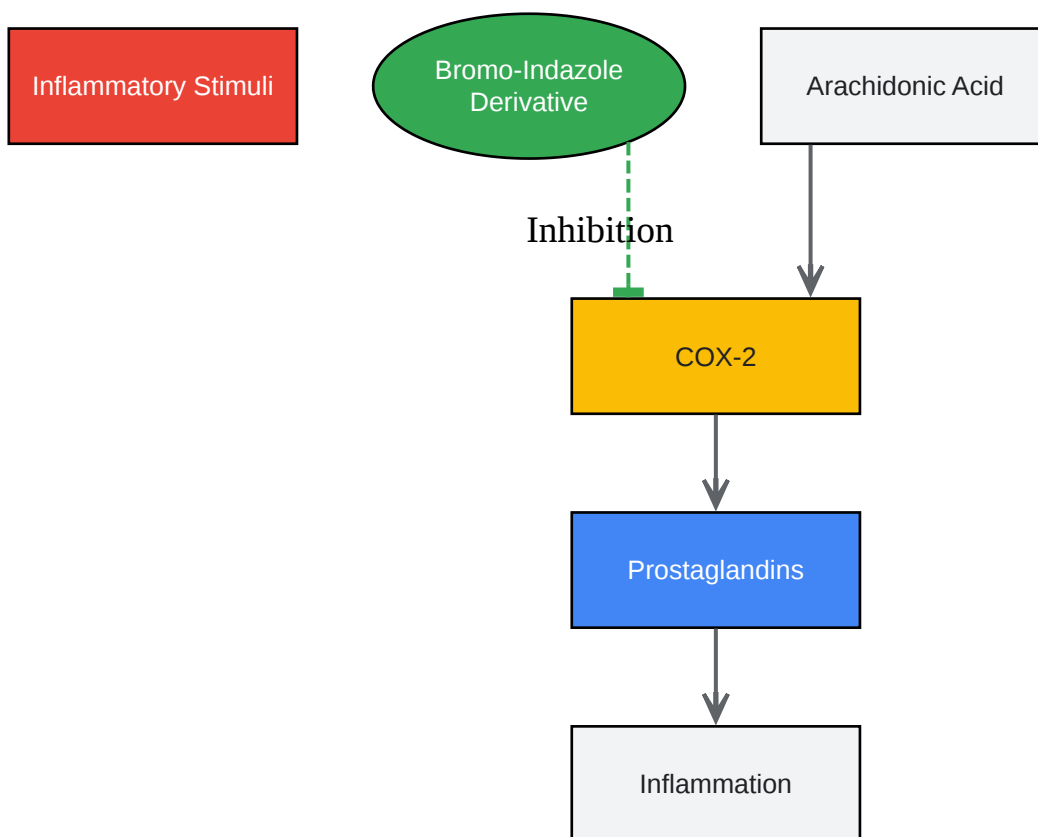 Inflammatory Stimuli
Bromo-Indazole
Derivative
Arachidonic Acid
Inhibition
COX-2
Prostaglandins
Inflammation